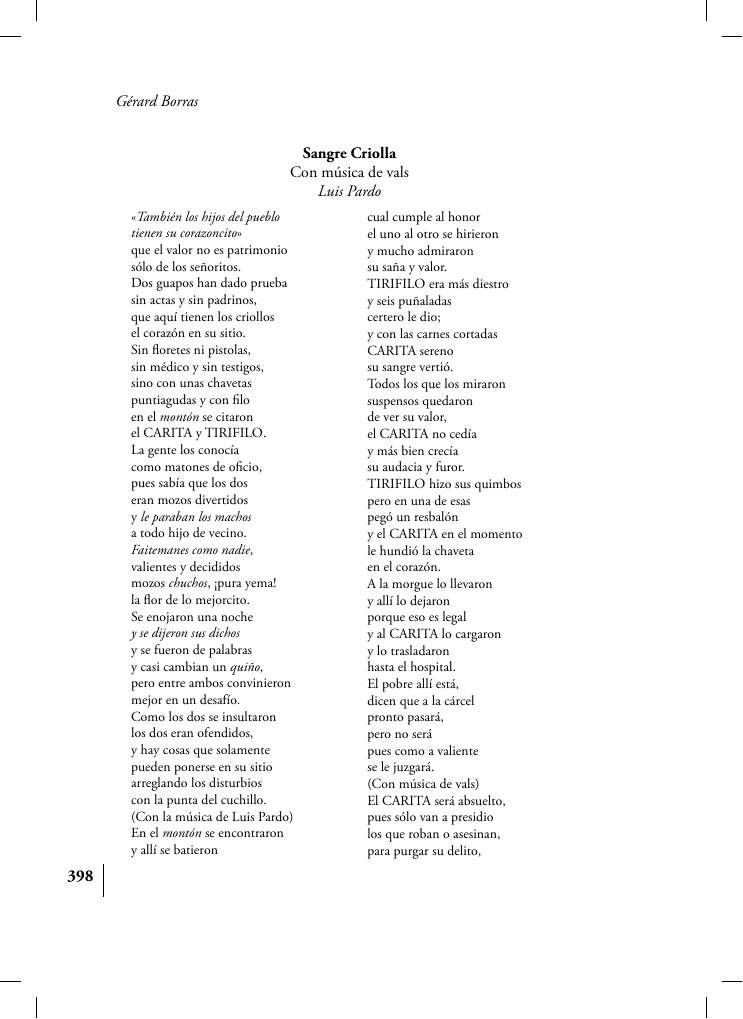 Gérard Borras
Sangre Criolla
Con música de vals
Luis Pardo
«También los hijos del pueblo
tienen su corazoncito»
que el valor no es patrimonio
sólo de los señoritos.
Dos guapos han dado prueba
sin actas y sin padrinos,
que aquí tienen los criollos
el corazón en su sitio.
Sin floretes ni pistolas,
sin médico y sin testigos,
sino con unas chavetas
puntiagudas y con filo
en el montón se citaron
el CARITA y TIRIFILO.
La gente los conocía
como matones de oficio,
pues sabía que los dos
eran mozos divertidos
y le paraban los machos
a todo hijo de vecino.
Faitemanes como nadie,
valientes y decididos
mozos chuchos, ¡pura yema!
la flor de lo mejorcito.
Se enojaron una noche
y se dijeron sus dichos
y se fueron de palabras
y casi cambian un quiño,
pero entre ambos convinieron
mejor en un desafío.
Como los dos se insultaron
los dos eran ofendidos,
y hay cosas que solamente
pueden ponerse en su sitio
arreglando los disturbios
con la punta del cuchillo.
(Con la música de Luis Pardo)
En el montón se encontraron
y allí se batieron
cual cumple al honor
el uno al otro se hirieron
y mucho admiraron
su saña y valor.
TIRIFILO era más diestro
y seis puñaladas
certero le dio;
y con las carnes cortadas
CARITA sereno
su sangre vertió.
Todos los que los miraron
suspensos quedaron
de ver su valor,
el CARITA no cedía
y más bien crecía
su audacia y furor.
TIRIFILO hizo sus quimbos
pero en una de esas
pegó un resbalón
y el CARITA en el momento
le hundió la chaveta
en el corazón.
A la morgue lo llevaron
y allí lo dejaron
porque eso es legal
y al CARITA lo cargaron
y lo trasladaron
hasta el hospital.
El pobre allí está,
dicen que a la cárcel
pronto pasará,
pero no será
pues como a valiente
se le juzgará.
(Con música de vals)
El CARITA será absuelto,
pues sólo van a presidio
los que roban o asesinan,
para purgar su delito,
398